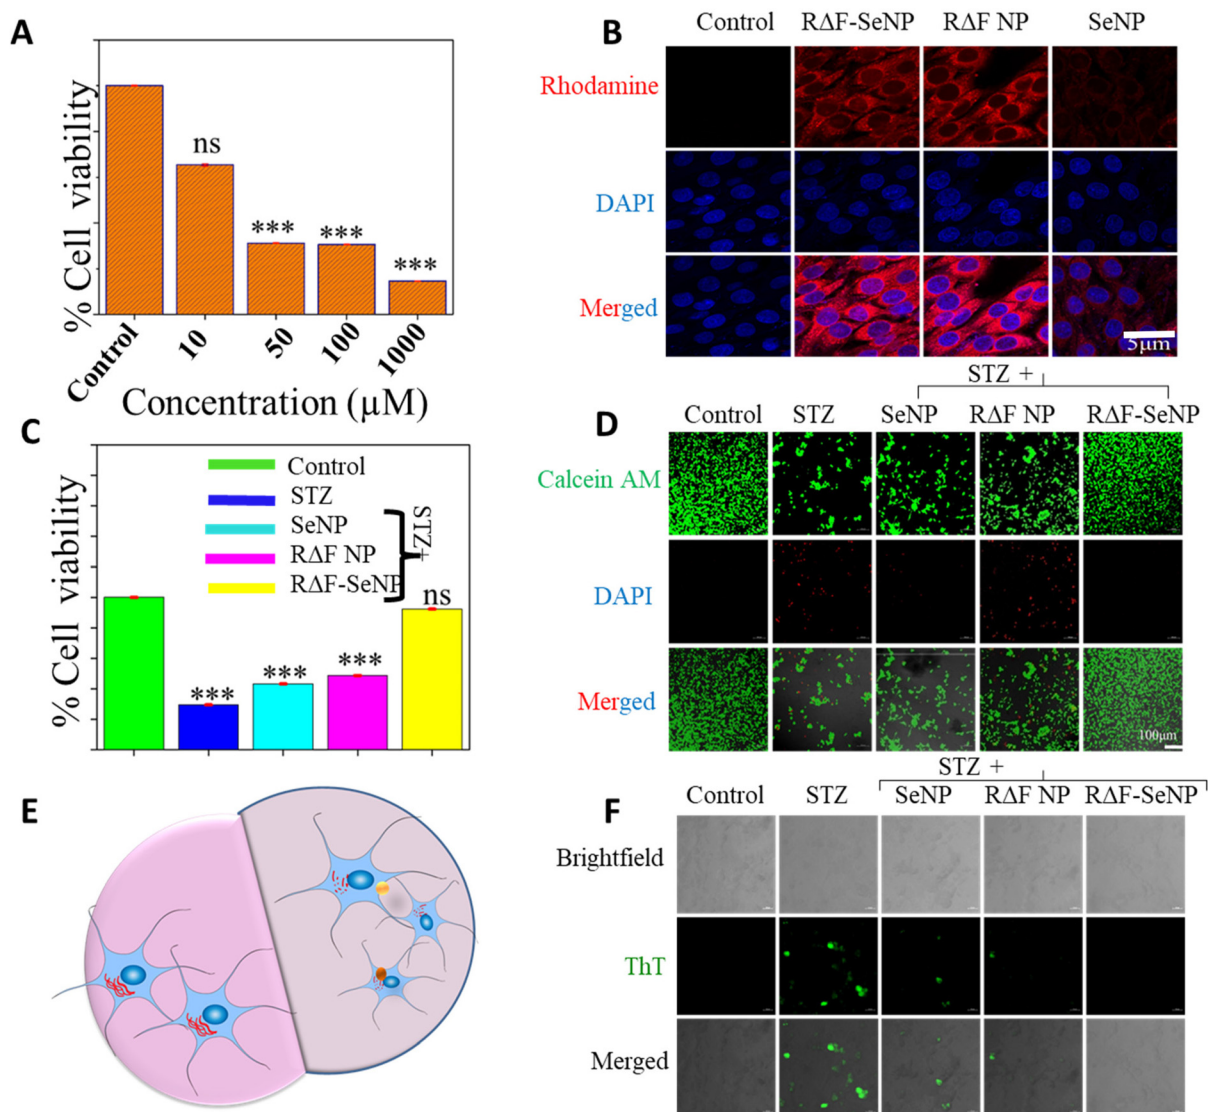 A
% Cell viability
ns
***
***
***
Control
10
50
100
1000
Concentration (µM)
B
Control
RΔF-SeNP
RΔF NP
SeNP
Rhodamine
DAPI
Merged
5µm
C
% Cell viability
Control
STZ
SeNP
RΔF NP
RΔF-SeNP
STZ+
***
***
***
ns
D
STZ +
Control
STZ
SeNP
RΔF NP
RΔF-SeNP
Calcein AM
DAPI
Merged
100µm
E
F
STZ +
Control
STZ
SeNP
RΔF NP
RΔF-SeNP
Brightfield
ThT
Merged